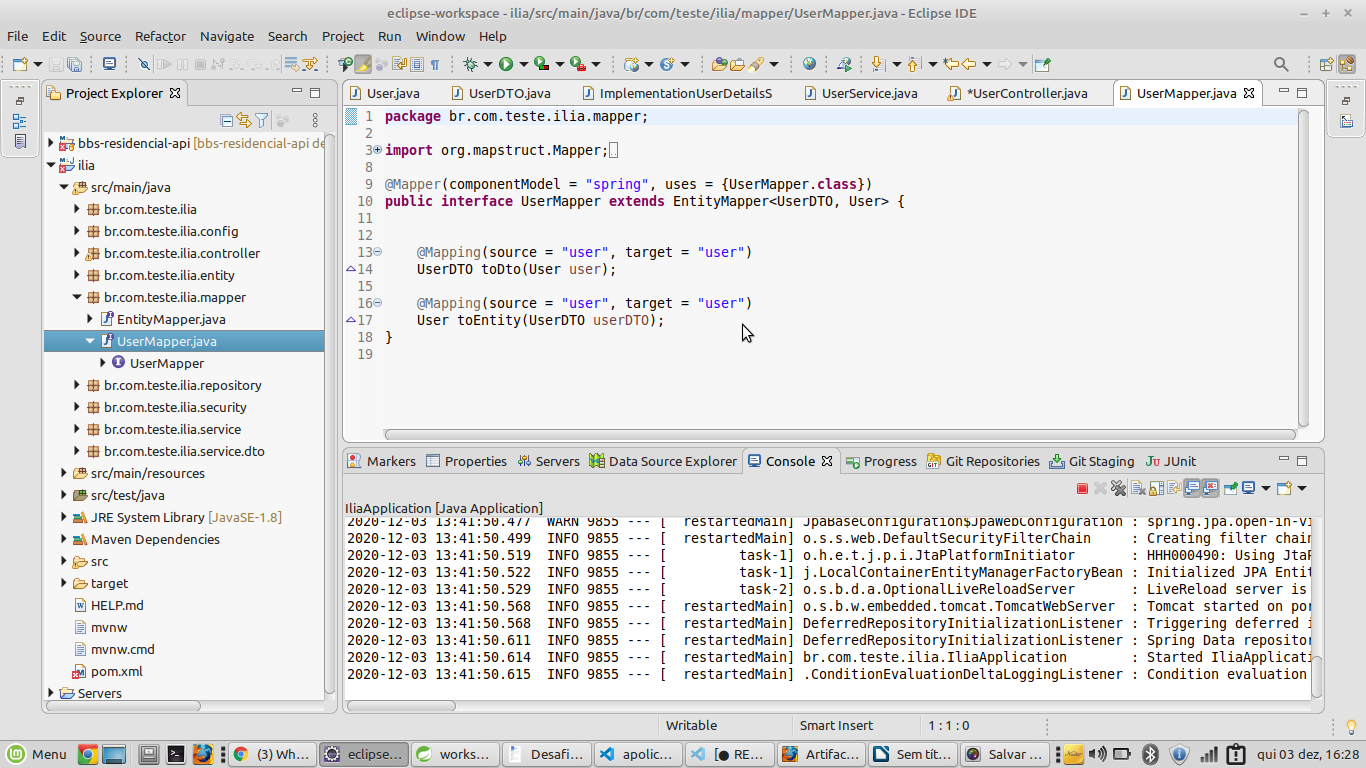 eclipse-workspace - ilia/src/main/java/br/com/teste/ilia/mapper/UserMapper.java - Eclipse IDE
File Edit Source Refactor Navigate Search Project Run Window Help
Project Explorer
bbs-residencial-api [bbs-residencial-api de
ilia
src/main/java
br.com.teste.ilia
br.com.teste.ilia.config
br.com.teste.ilia.controller
br.com.teste.ilia.entity
br.com.teste.ilia.mapper
EntityMapper.java
UserMapper.java
UserMapper
br.com.teste.ilia.repository
br.com.teste.ilia.security
br.com.teste.ilia.service
br.com.teste.ilia.service.dto
src/main/resources
src/test/java
JRE System Library [JavaSE-1.8]
Maven Dependencies
src
target
HELP.md
mvnw
mvnw.cmd
pom.xml
Servers
User.java UserDTO.java ImplementationUserDetailsS UserService.java *UserController.java UserMapper.java
1 package br.com.teste.ilia.mapper;
2
3 import org.mapstruct.Mapper;
8
9 @Mapper(componentModel = "spring", uses = {UserMapper.class})
10 public interface UserMapper extends EntityMapper<UserDTO, User> {
11
12
13 @Mapping(source = "user", target = "user")
14 UserDTO toDto(User user);
15
16 @Mapping(source = "user", target = "user")
17 User toEntity(UserDTO userDTO);
18 }
19
Markers Properties Servers Data Source Explorer Console Progress Git Repositories Git Staging JUnit
IliaApplication [Java Application]
2020-12-03 13:41:50.477 WARN 9855 --- [ restartedMain] JpaBaseConfiguration$JpaWebConfiguration : spring.jpa.open-in-vi
2020-12-03 13:41:50.499 INFO 9855 --- [ restartedMain] o.s.s.web.DefaultSecurityFilterChain : Creating filter chain
2020-12-03 13:41:50.519 INFO 9855 --- [ task-1] o.h.e.t.j.p.i.JtaPlatformInitiator : HHH000490: Using JtaP
2020-12-03 13:41:50.522 INFO 9855 --- [ task-1] j.LocalContainerEntityManagerFactoryBean : Initialized JPA Entit
2020-12-03 13:41:50.529 INFO 9855 --- [ task-2] o.s.b.d.a.OptionalLiveReloadServer : LiveReload server is
2020-12-03 13:41:50.568 INFO 9855 --- [ restartedMain] o.s.b.w.embedded.tomcat.TomcatWebServer : Tomcat started on por
2020-12-03 13:41:50.568 INFO 9855 --- [ restartedMain] DeferredRepositoryInitializationListener : Triggering deferred i
2020-12-03 13:41:50.611 INFO 9855 --- [ restartedMain] DeferredRepositoryInitializationListener : Spring Data repositor
2020-12-03 13:41:50.614 INFO 9855 --- [ restartedMain] br.com.teste.ilia.IliaApplication : Started IliaApplicati
2020-12-03 13:41:50.615 INFO 9855 --- [ restartedMain] .ConditionEvaluationDeltaLoggingListener : Condition evaluation
Writable Smart Insert 1 : 1 : 0
Menu (3) Wh... eclipse... works... Desafi... apolic... [● RE... Artifac... Sem tít... Salvar ... qui 03 dez, 16:28